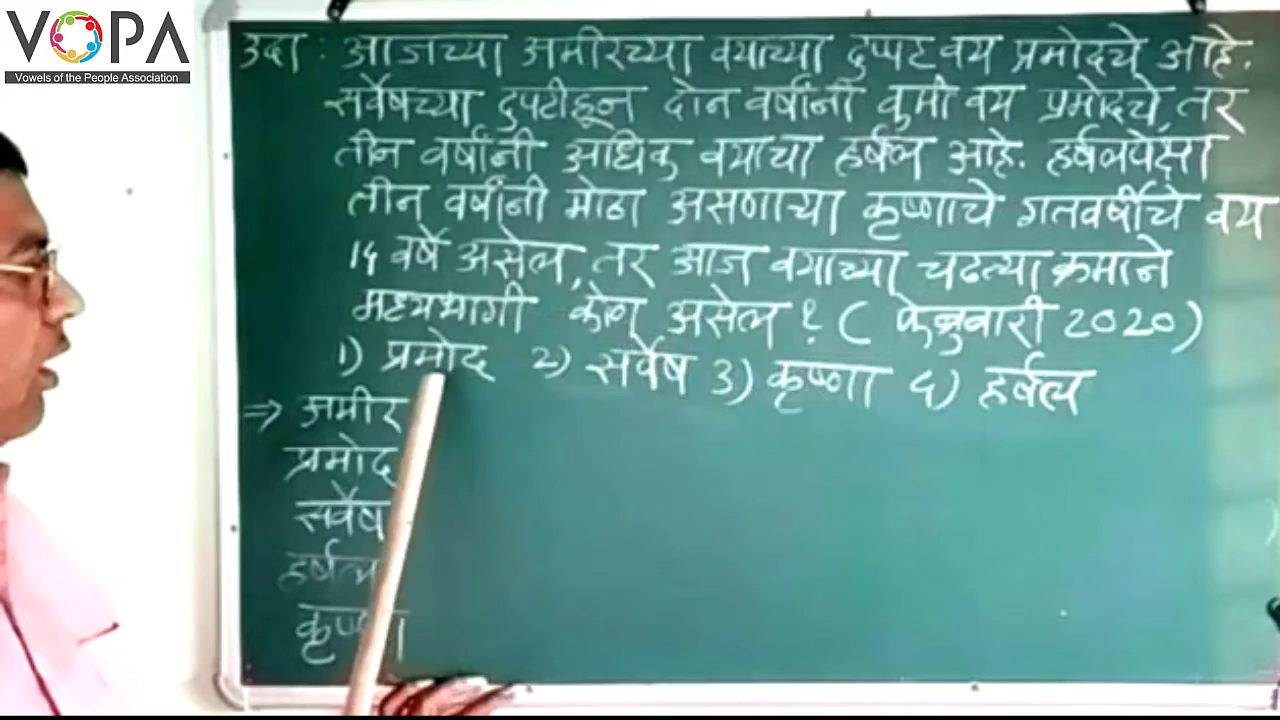 VOPA
Vowels of the People Association
उदा : आजच्या अमीरच्या वयाच्या दुप्पट वय प्रमोदचे आहे.
सर्वेषच्या दुपटीहून दोन वर्षांनी कमी वय प्रमोदचे, तर
तीन वर्षांनी अधिक वयाचा हर्षल आहे. हर्षलपेक्षा
तीन वर्षांनी मोठा असणाऱ्या कृष्णाचे गतवर्षीचे वय
14 वर्षे असेल, तर आज वयाच्या चढत्या क्रमाने
मध्यभागी कोण असेल ? ( फेब्रुवारी 2020 )
1) प्रमोद 2) सर्वेष 3) कृष्णा 4) हर्षल
⇒ अमीर
प्रमोद
सर्वेष
हर्षल
कृष्णा